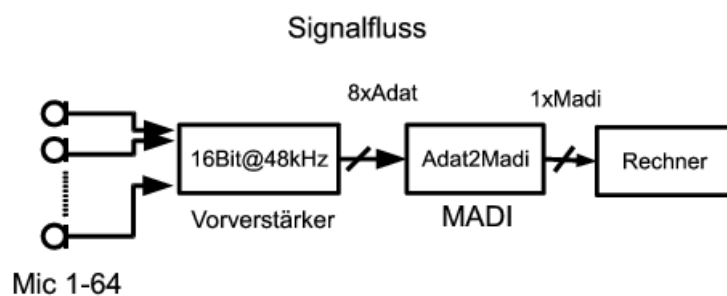 Signalfluss
8xAdat
1xMadi
16Bit@48kHz
Adat2Madi
Rechner
Vorverstärker
MADI
Mic 1-64